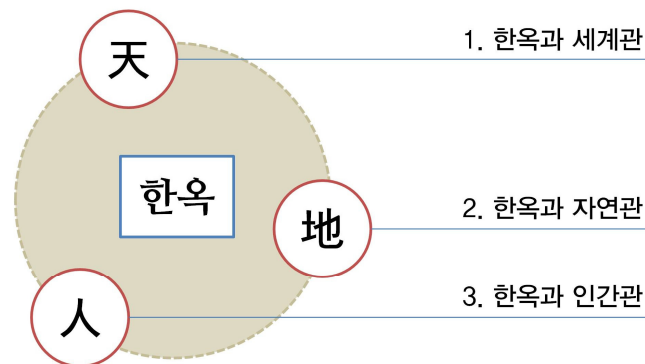 天
1. 한옥과 세계관
한옥
地
2. 한옥과 자연관
人
3. 한옥과 인간관